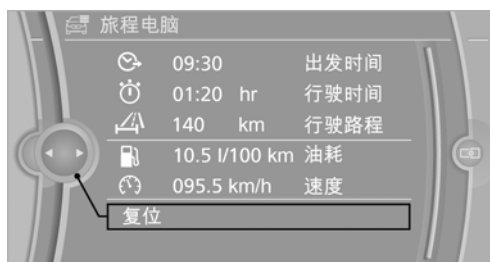 旅程电脑
09:30 出发时间
01:20 hr 行驶时间
140 km 行驶路程
10.5 l/100 km 油耗
095.5 km/h 速度
复位